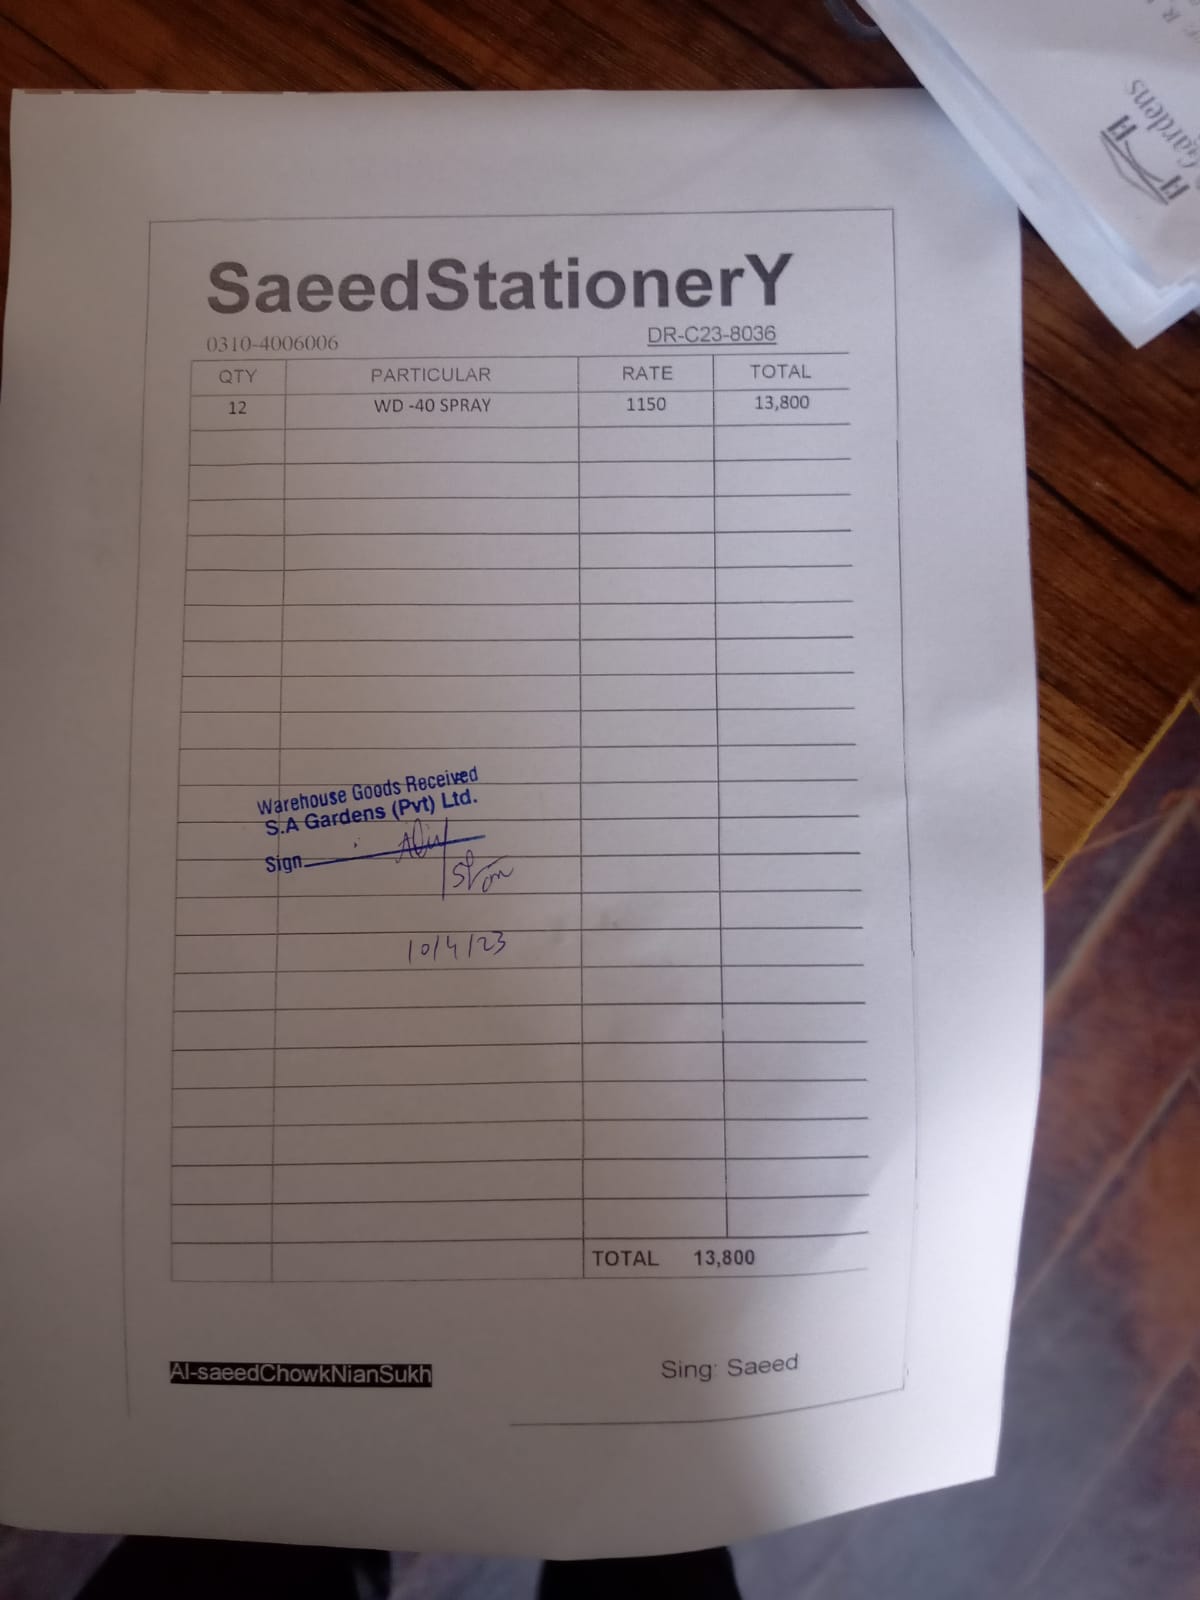 Gardens
SaeedStationerY
0310-4006006 DR-C23-8036
QTY PARTICULAR RATE TOTAL
12 WD -40 SPRAY 1150 13,800
Warehouse Goods Received
S.A Gardens (Pvt) Ltd.
Sign
10/4/23
TOTAL 13,800
Al-saeedChowkNianSukh Sing: Saeed